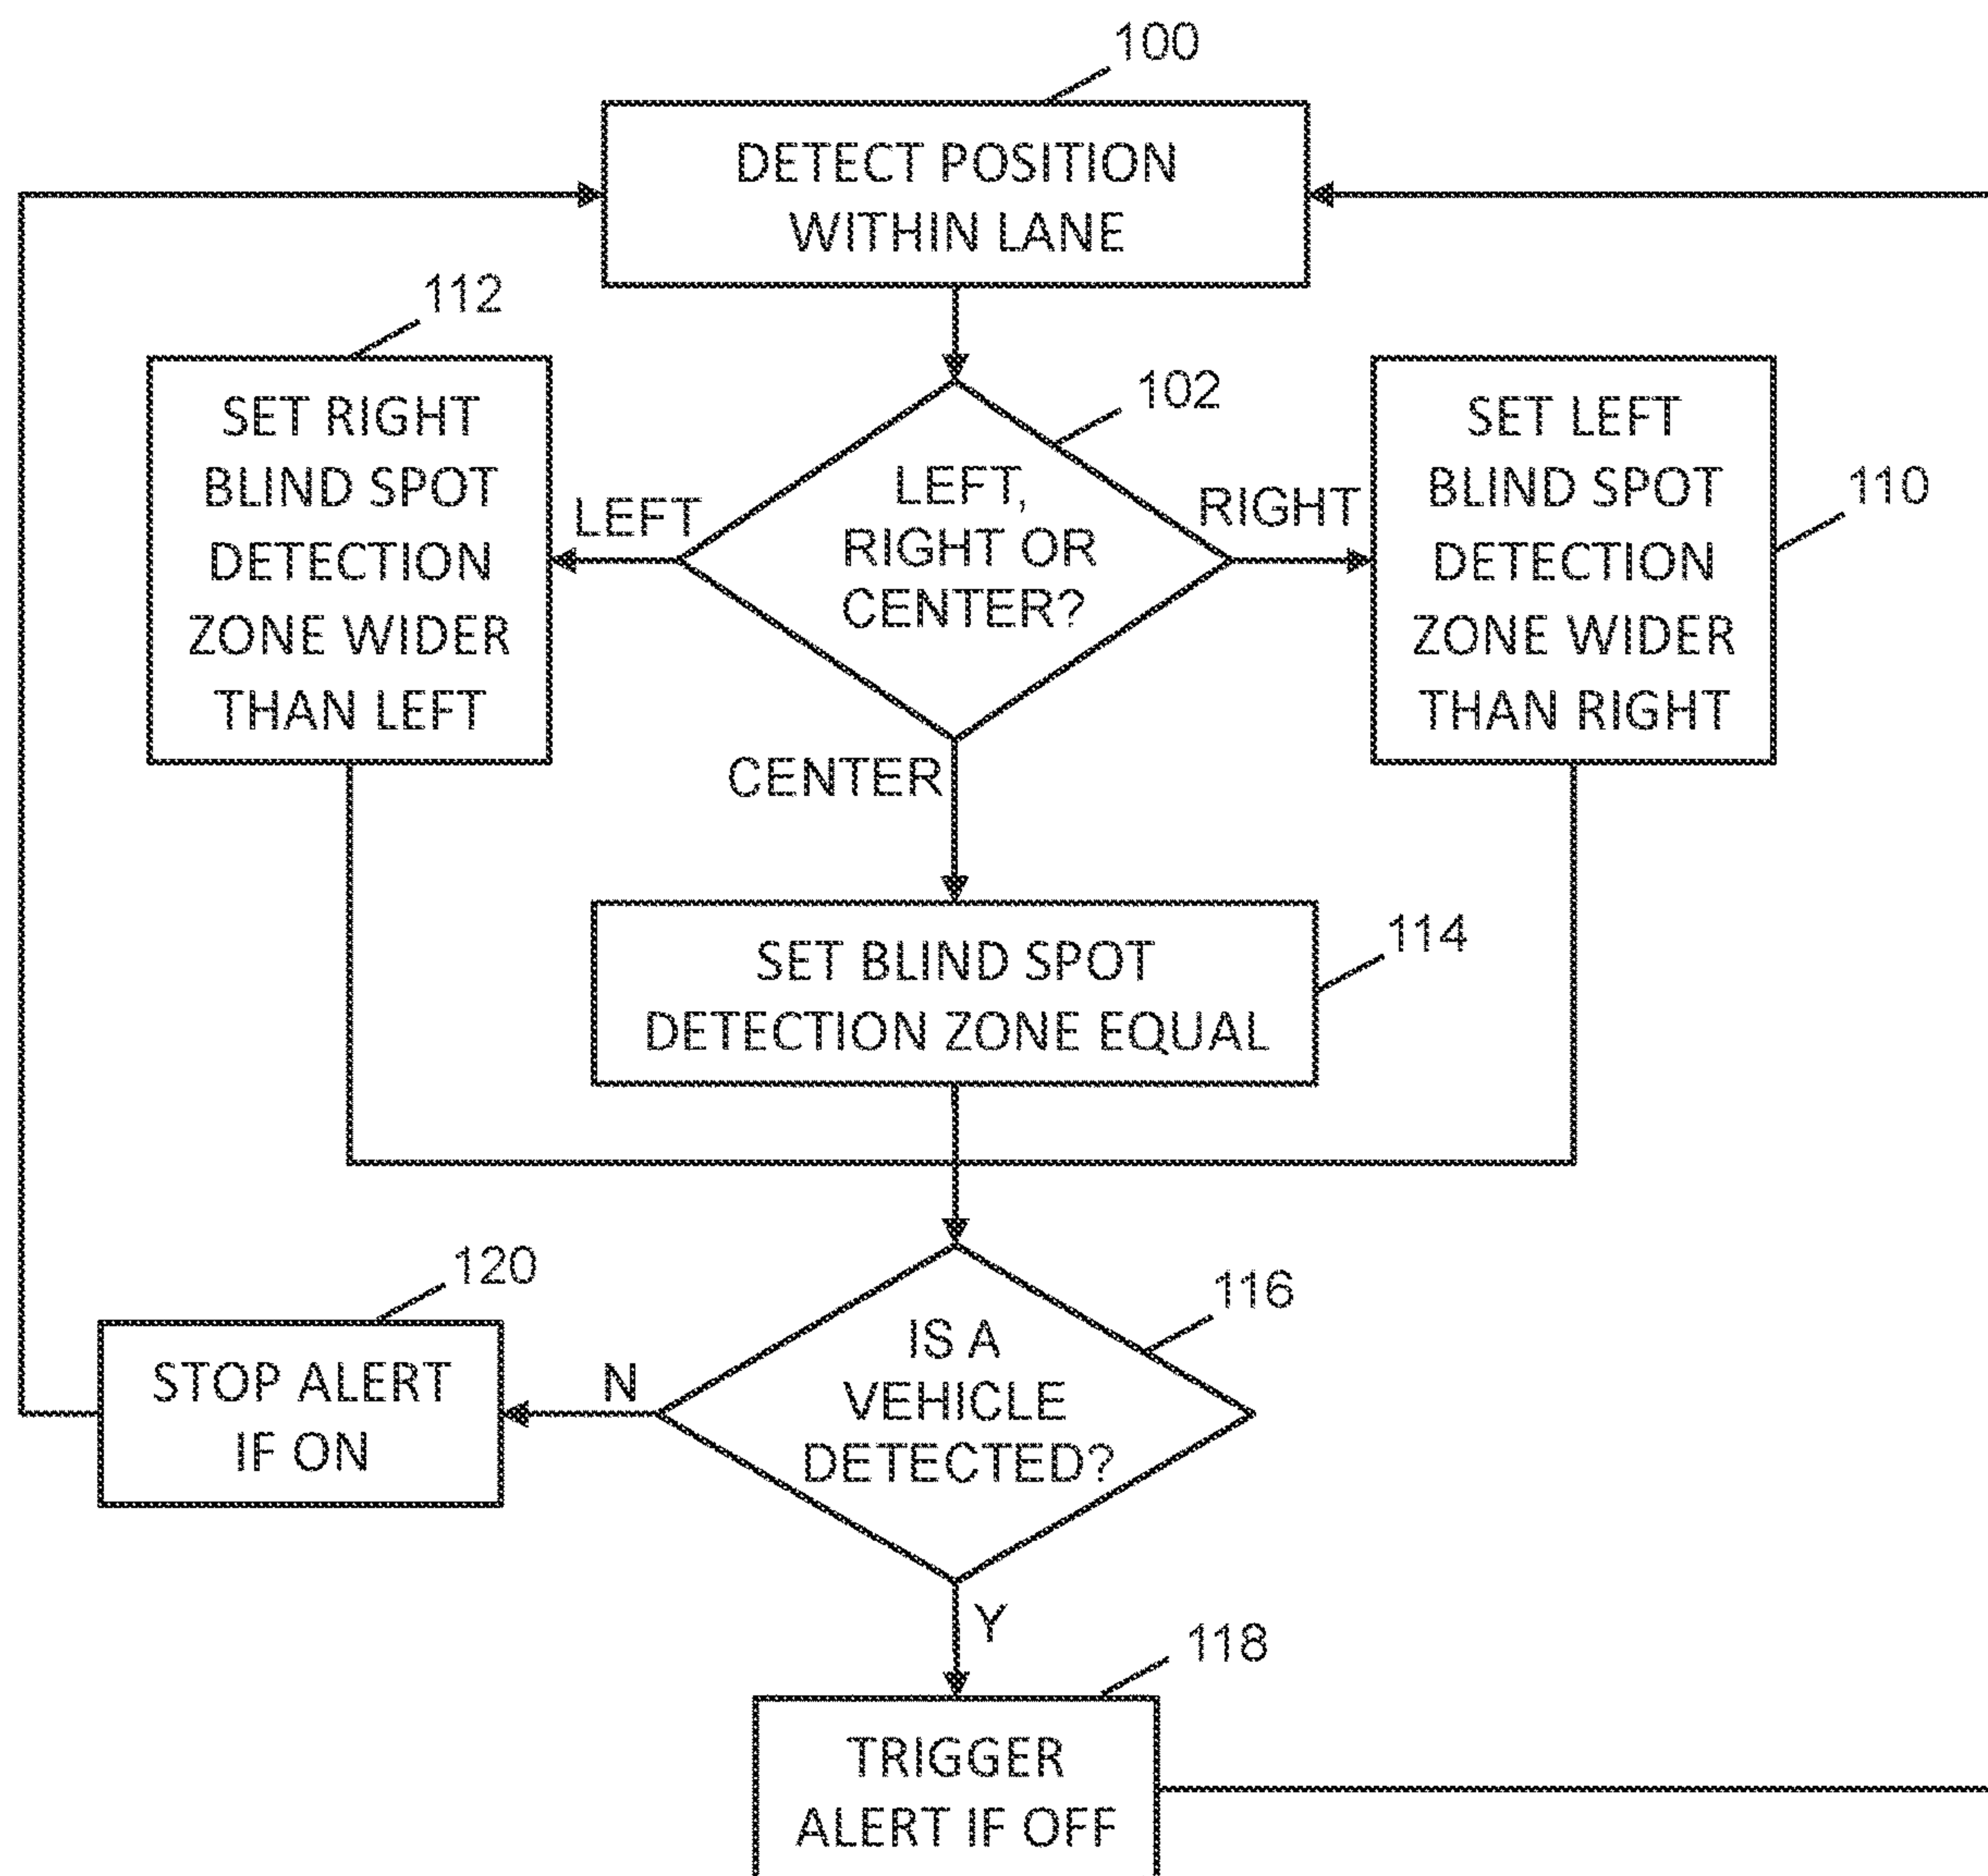 100
DETECT POSITION
WITHIN LANE
112
SET RIGHT
BLIND SPOT
DETECTION
ZONE WIDER
THAN LEFT
LEFT
102
LEFT,
RIGHT OR
CENTER?
RIGHT
SET LEFT
BLIND SPOT
DETECTION
ZONE WIDER
THAN RIGHT
110
CENTER
SET BLIND SPOT
DETECTION ZONE EQUAL
114
120
STOP ALERT
IF ON
N
116
IS A
VEHICLE
DETECTED?
Y
118
TRIGGER
ALERT IF OFF